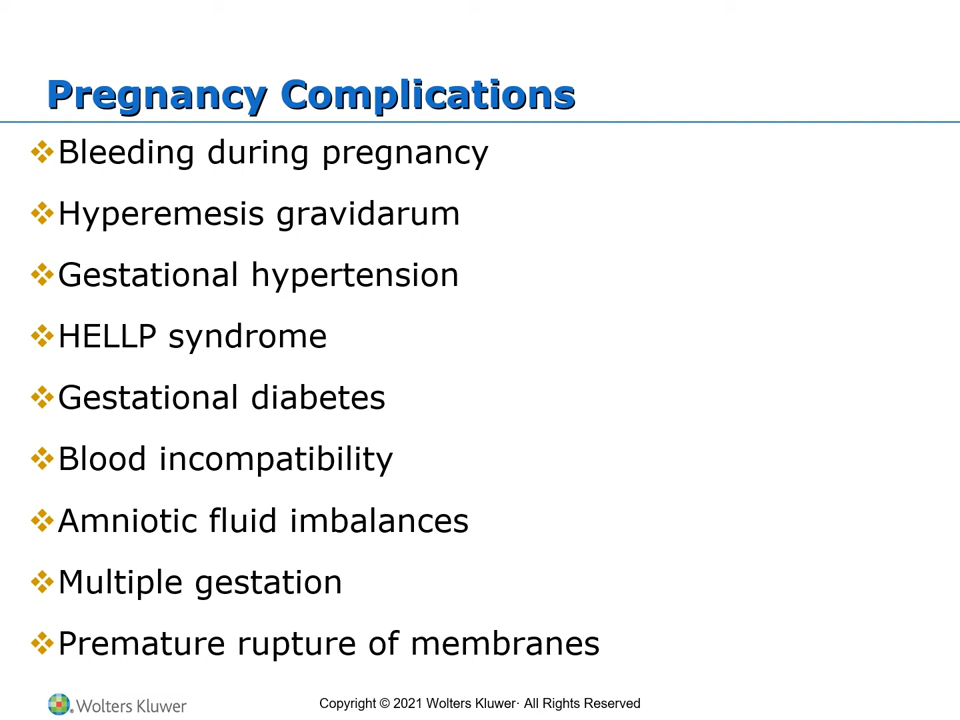 Pregnancy Complications
❖Bleeding during pregnancy
❖Hyperemesis gravidarum
❖Gestational hypertension
❖HELLP syndrome
❖Gestational diabetes
❖Blood incompatibility
❖Amniotic fluid imbalances
❖Multiple gestation
❖Premature rupture of membranes
Wolters Kluwer
Copyright © 2021 Wolters Kluwer· All Rights Reserved